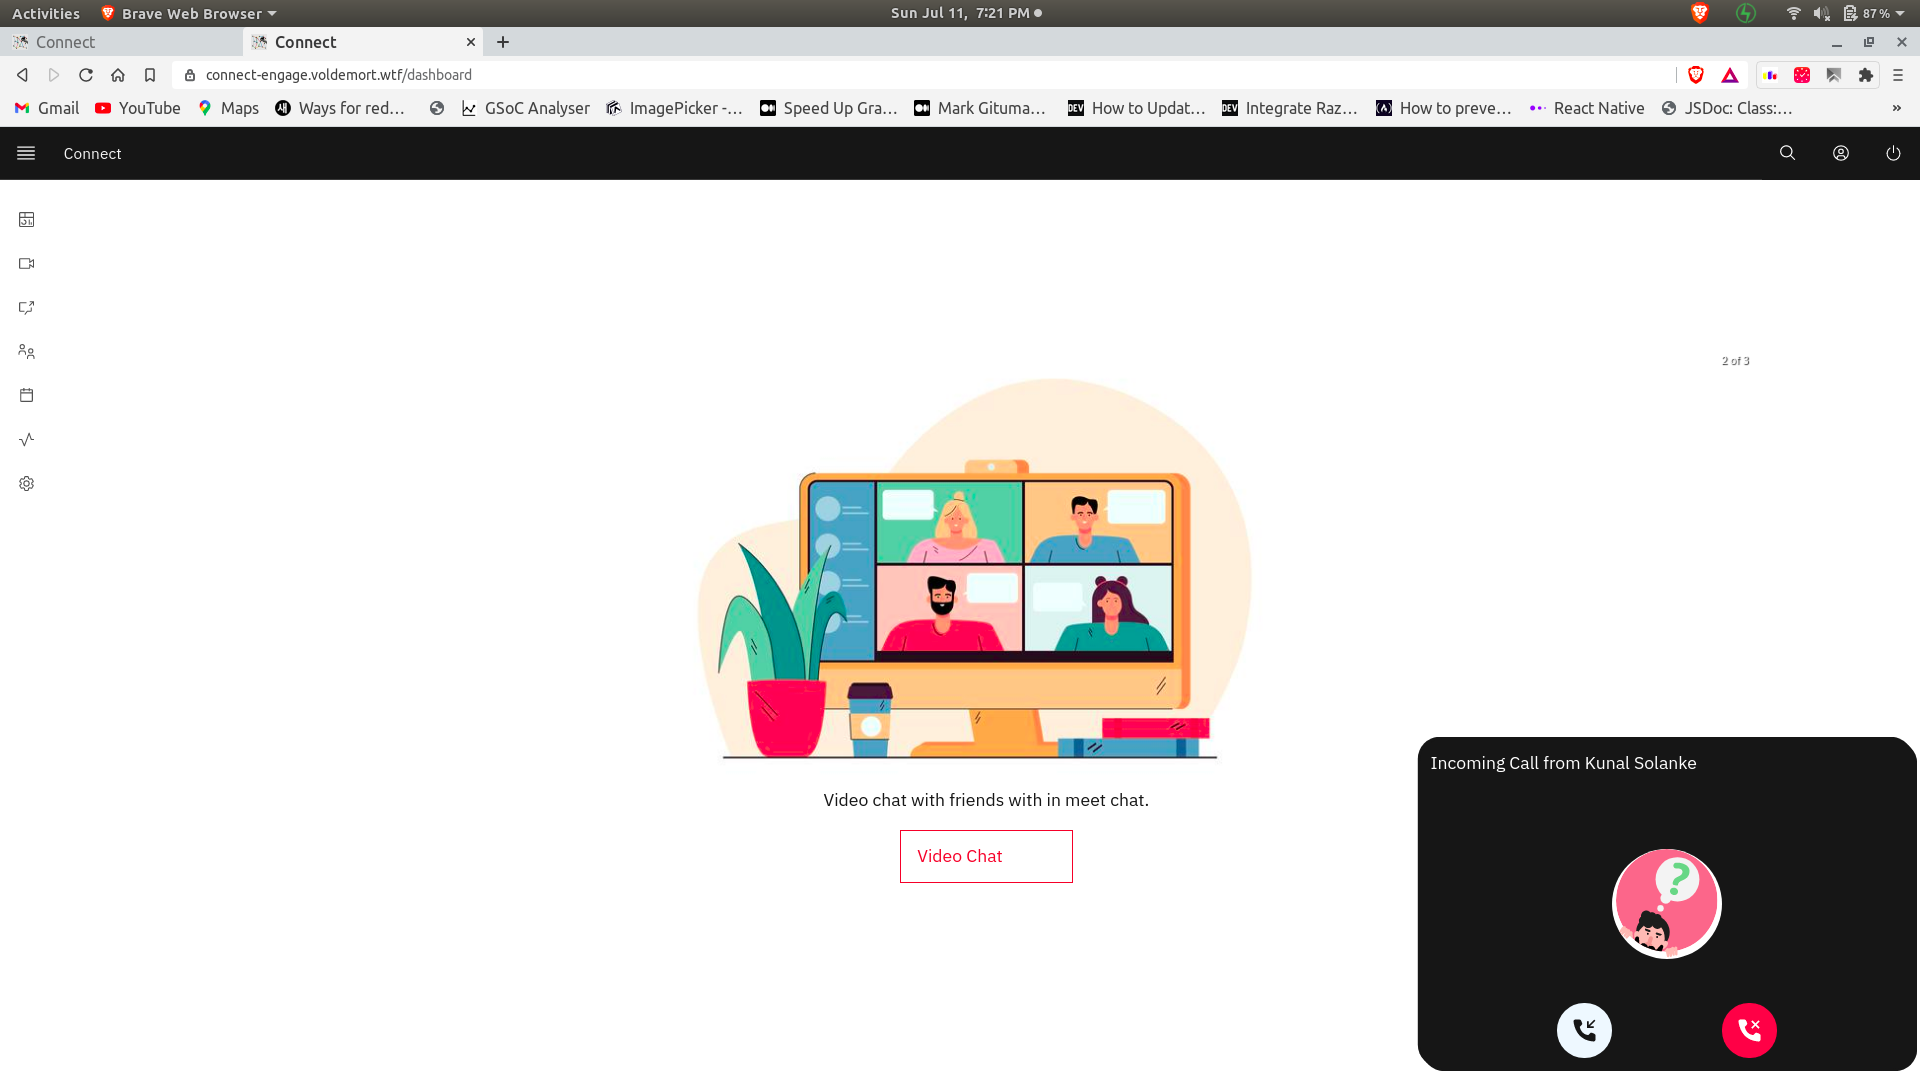 Activities Brave Web Browser Sun Jul 11, 7:21 PM 87%
Connect Connect
connect-engage.voldemort.wtf/dashboard
Gmail YouTube Maps Ways for red... GSoC Analyser ImagePicker -... Speed Up Gra... Mark Gituma... DEV How to Updat... DEV Integrate Raz... How to preve... React Native JSDoc: Class:... »
Connect
2 of 3
Incoming Call from Kunal Solanke
?
Video chat with friends with in meet chat.
Video Chat